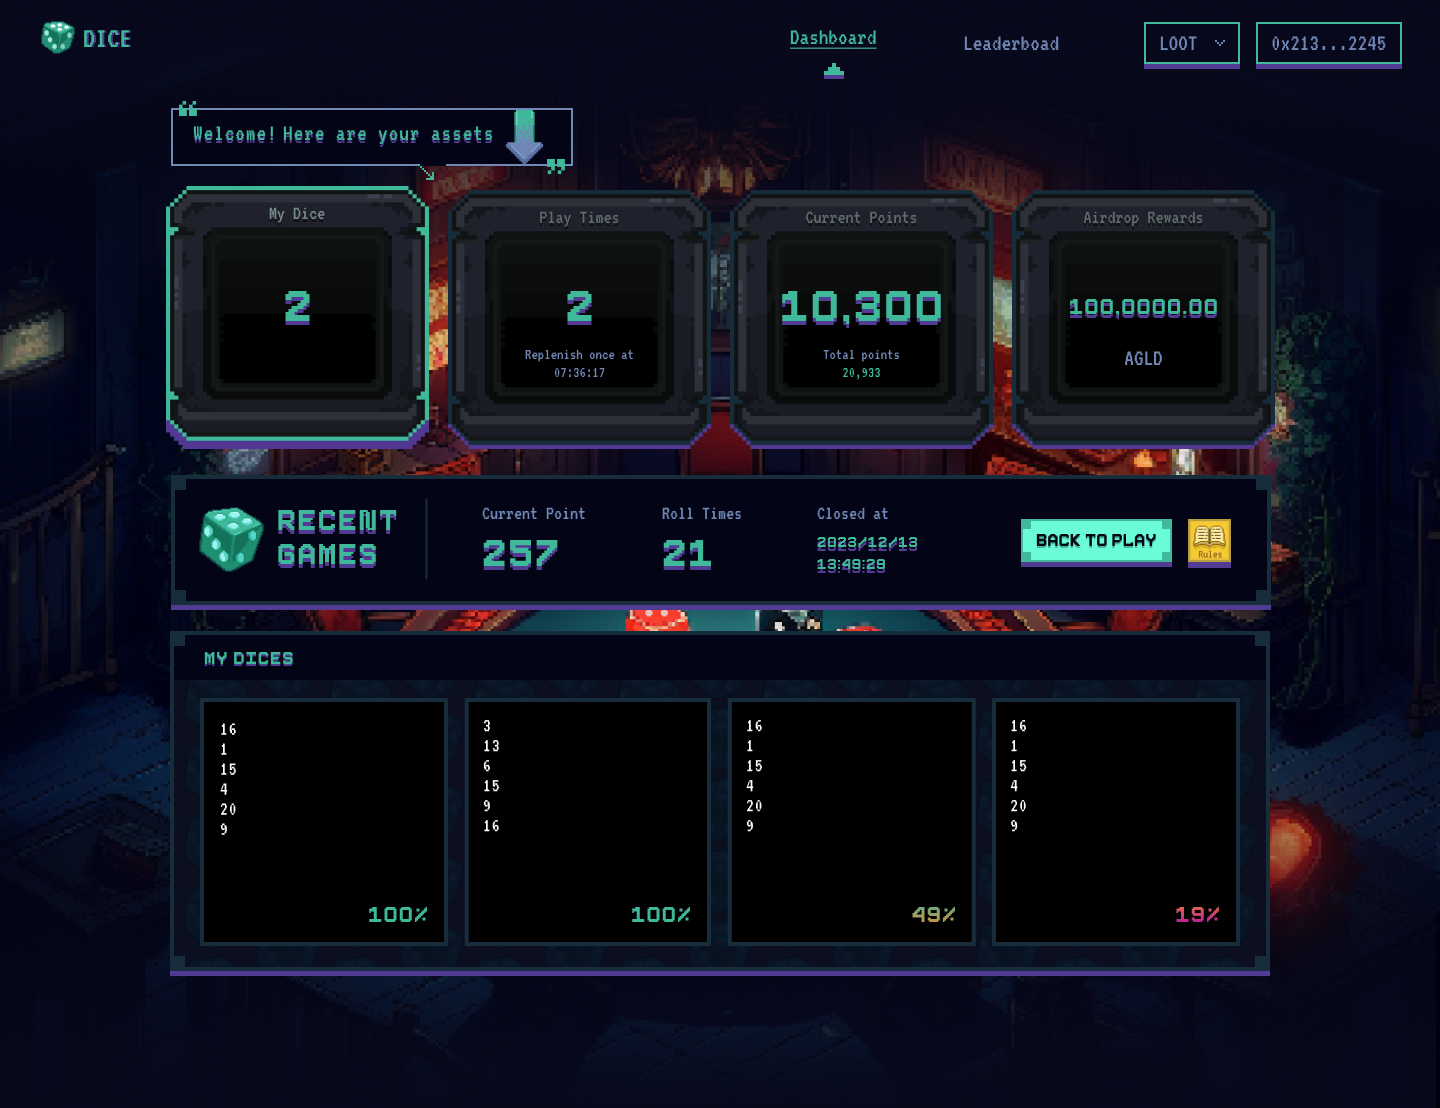 DICE
Dashboard
Leaderboad
LOOT
0x213...2245
“
Welcome! Here are your assets
”
My Dice
2
Play Times
2
Replenish once at
07:36:17
Current Points
10,300
Total points
20,933
Airdrop Rewards
100,0000.00
AGLD
RECENT
GAMES
Current Point
257
Roll Times
21
Closed at
2023/12/13
13:49:29
BACK TO PLAY
Rules
MY DICES
16
1
15
4
20
9
100%
3
13
6
15
9
16
100%
16
1
15
4
20
9
49%
16
1
15
4
20
9
19%